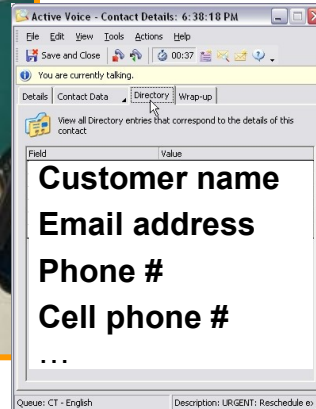 Active Voice - Contact Details: 6:38:18 PM
File Edit View Tools Actions Help
Save and Close 00:37
You are currently talking.
Details Contact Data Directory Wrap-up
View all Directory entries that correspond to the details of this
contact
Field Value
Customer name
Email address
Phone #
Cell phone #
...
Queue: CT - English Description: URGENT: Reschedule